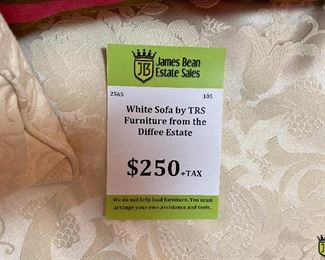 James Bean
JB
Estate Sales
2565
105
White Sofa by TRS
Furniture from the
Diffee Estate
$250+TAX
We do not help load furniture. You must
arrange your own assistance and tools.